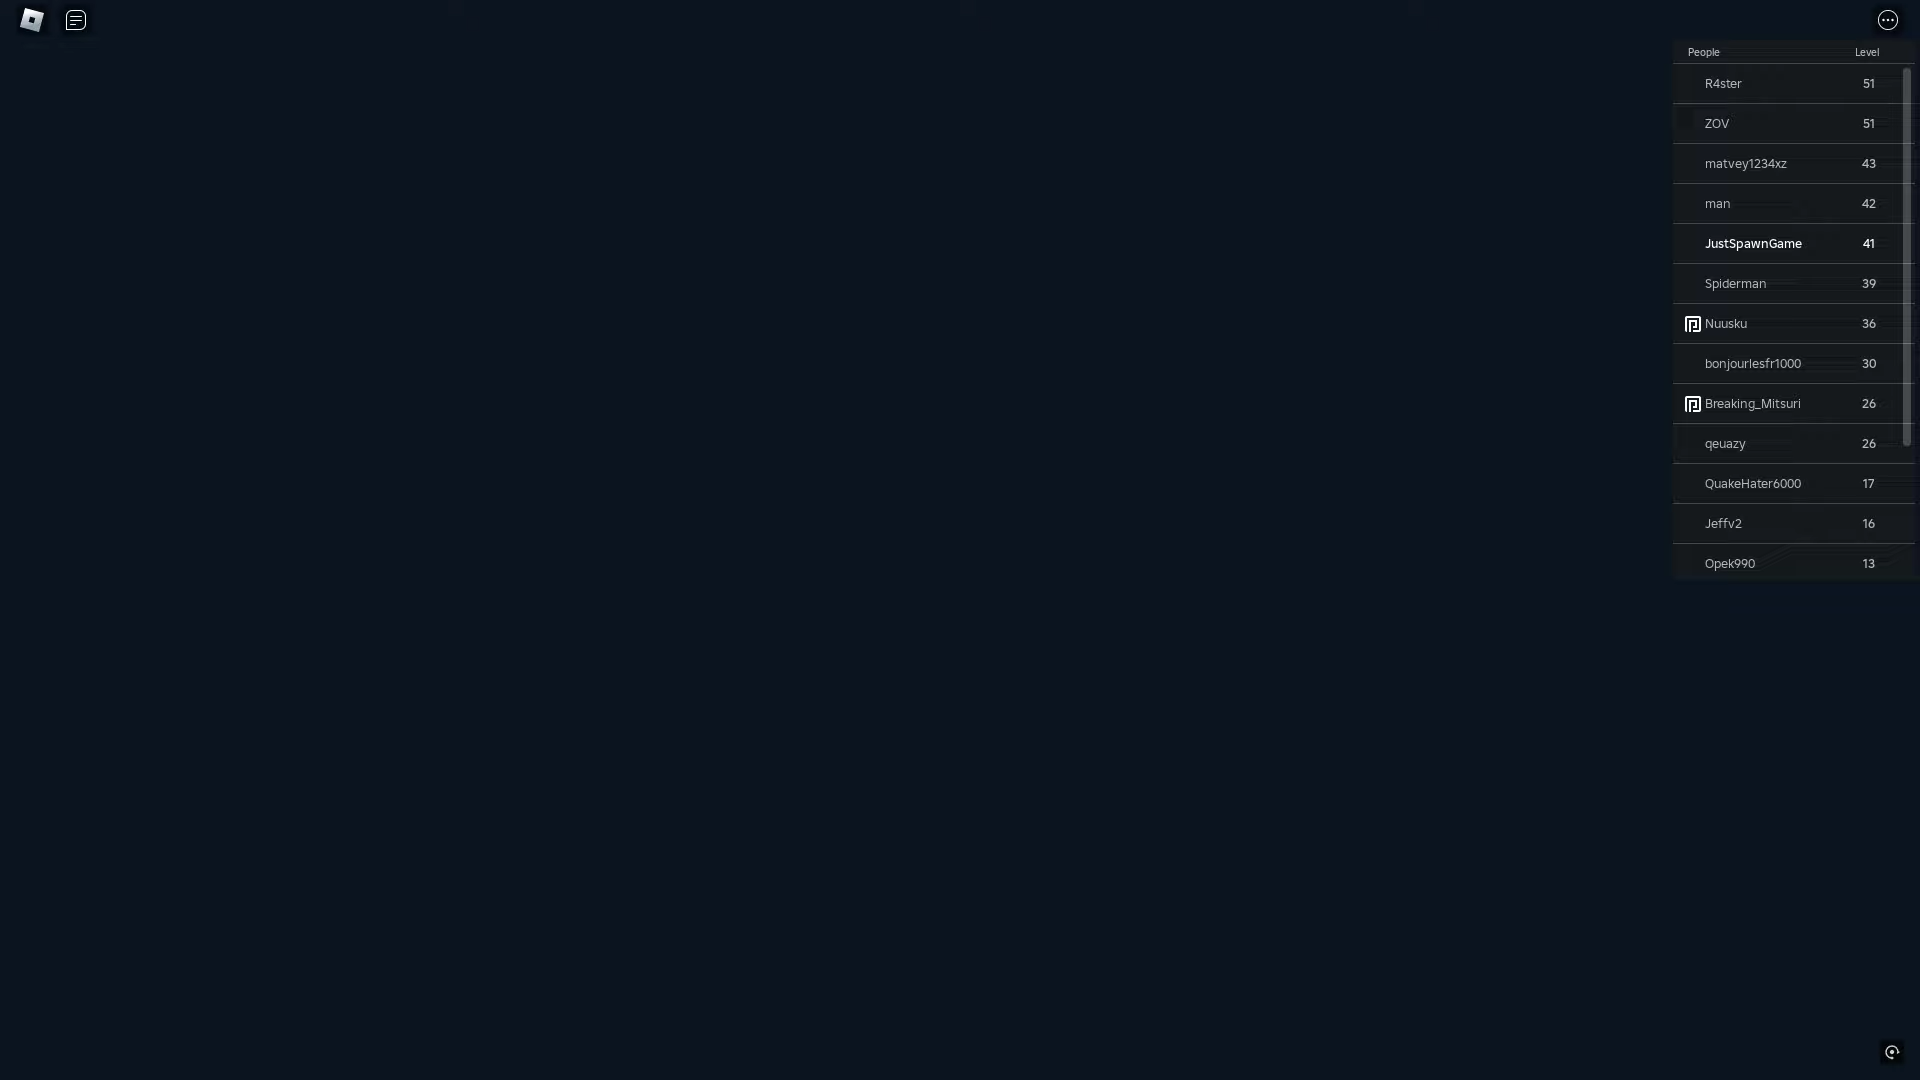 People Level
R4ster 51
ZOV 51
matvey1234xz 43
man 42
JustSpawnGame 41
Spiderman 39
Nuusku 36
bonjourlesfr1000 30
Breaking_Mitsuri 26
qeuazy 26
QuakeHater6000 17
Jeffv2 16
Opek990 13